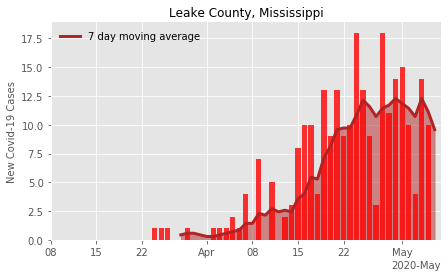 Leake County, Mississippi
7 day moving average
New Covid-19 Cases
17.5
15.0
12.5
10.0
7.5
5.0
2.5
0.0
08 15 22 Apr 08 15 22 May
2020-May